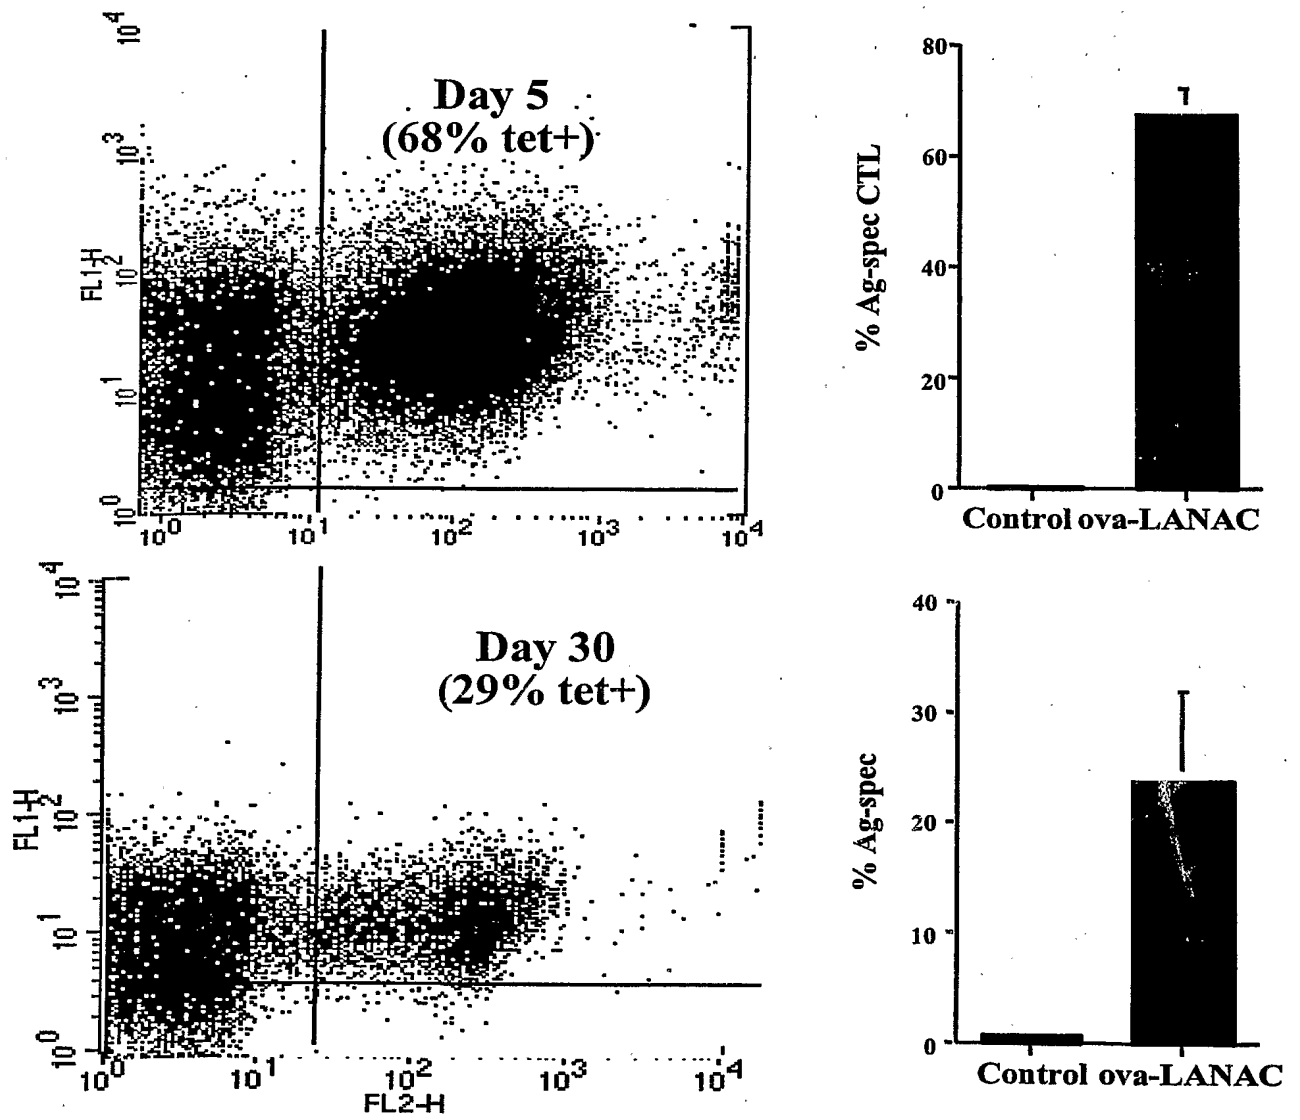 10^4
Day 5
(68% tet+)
10^3
FL1-H
10^2
10^1
10^0
10^0 10^1 10^2 10^3 10^4
80
60
40
20
0
% Ag-spec CTL
Control ova-LANAC
10^4
Day 30
(29% tet+)
10^3
FL1-H
10^2
10^1
10^0
10^0 10^1 10^2 10^3 10^4
FL2-H
40
30
20
10
0
% Ag-spec
Control ova-LANAC